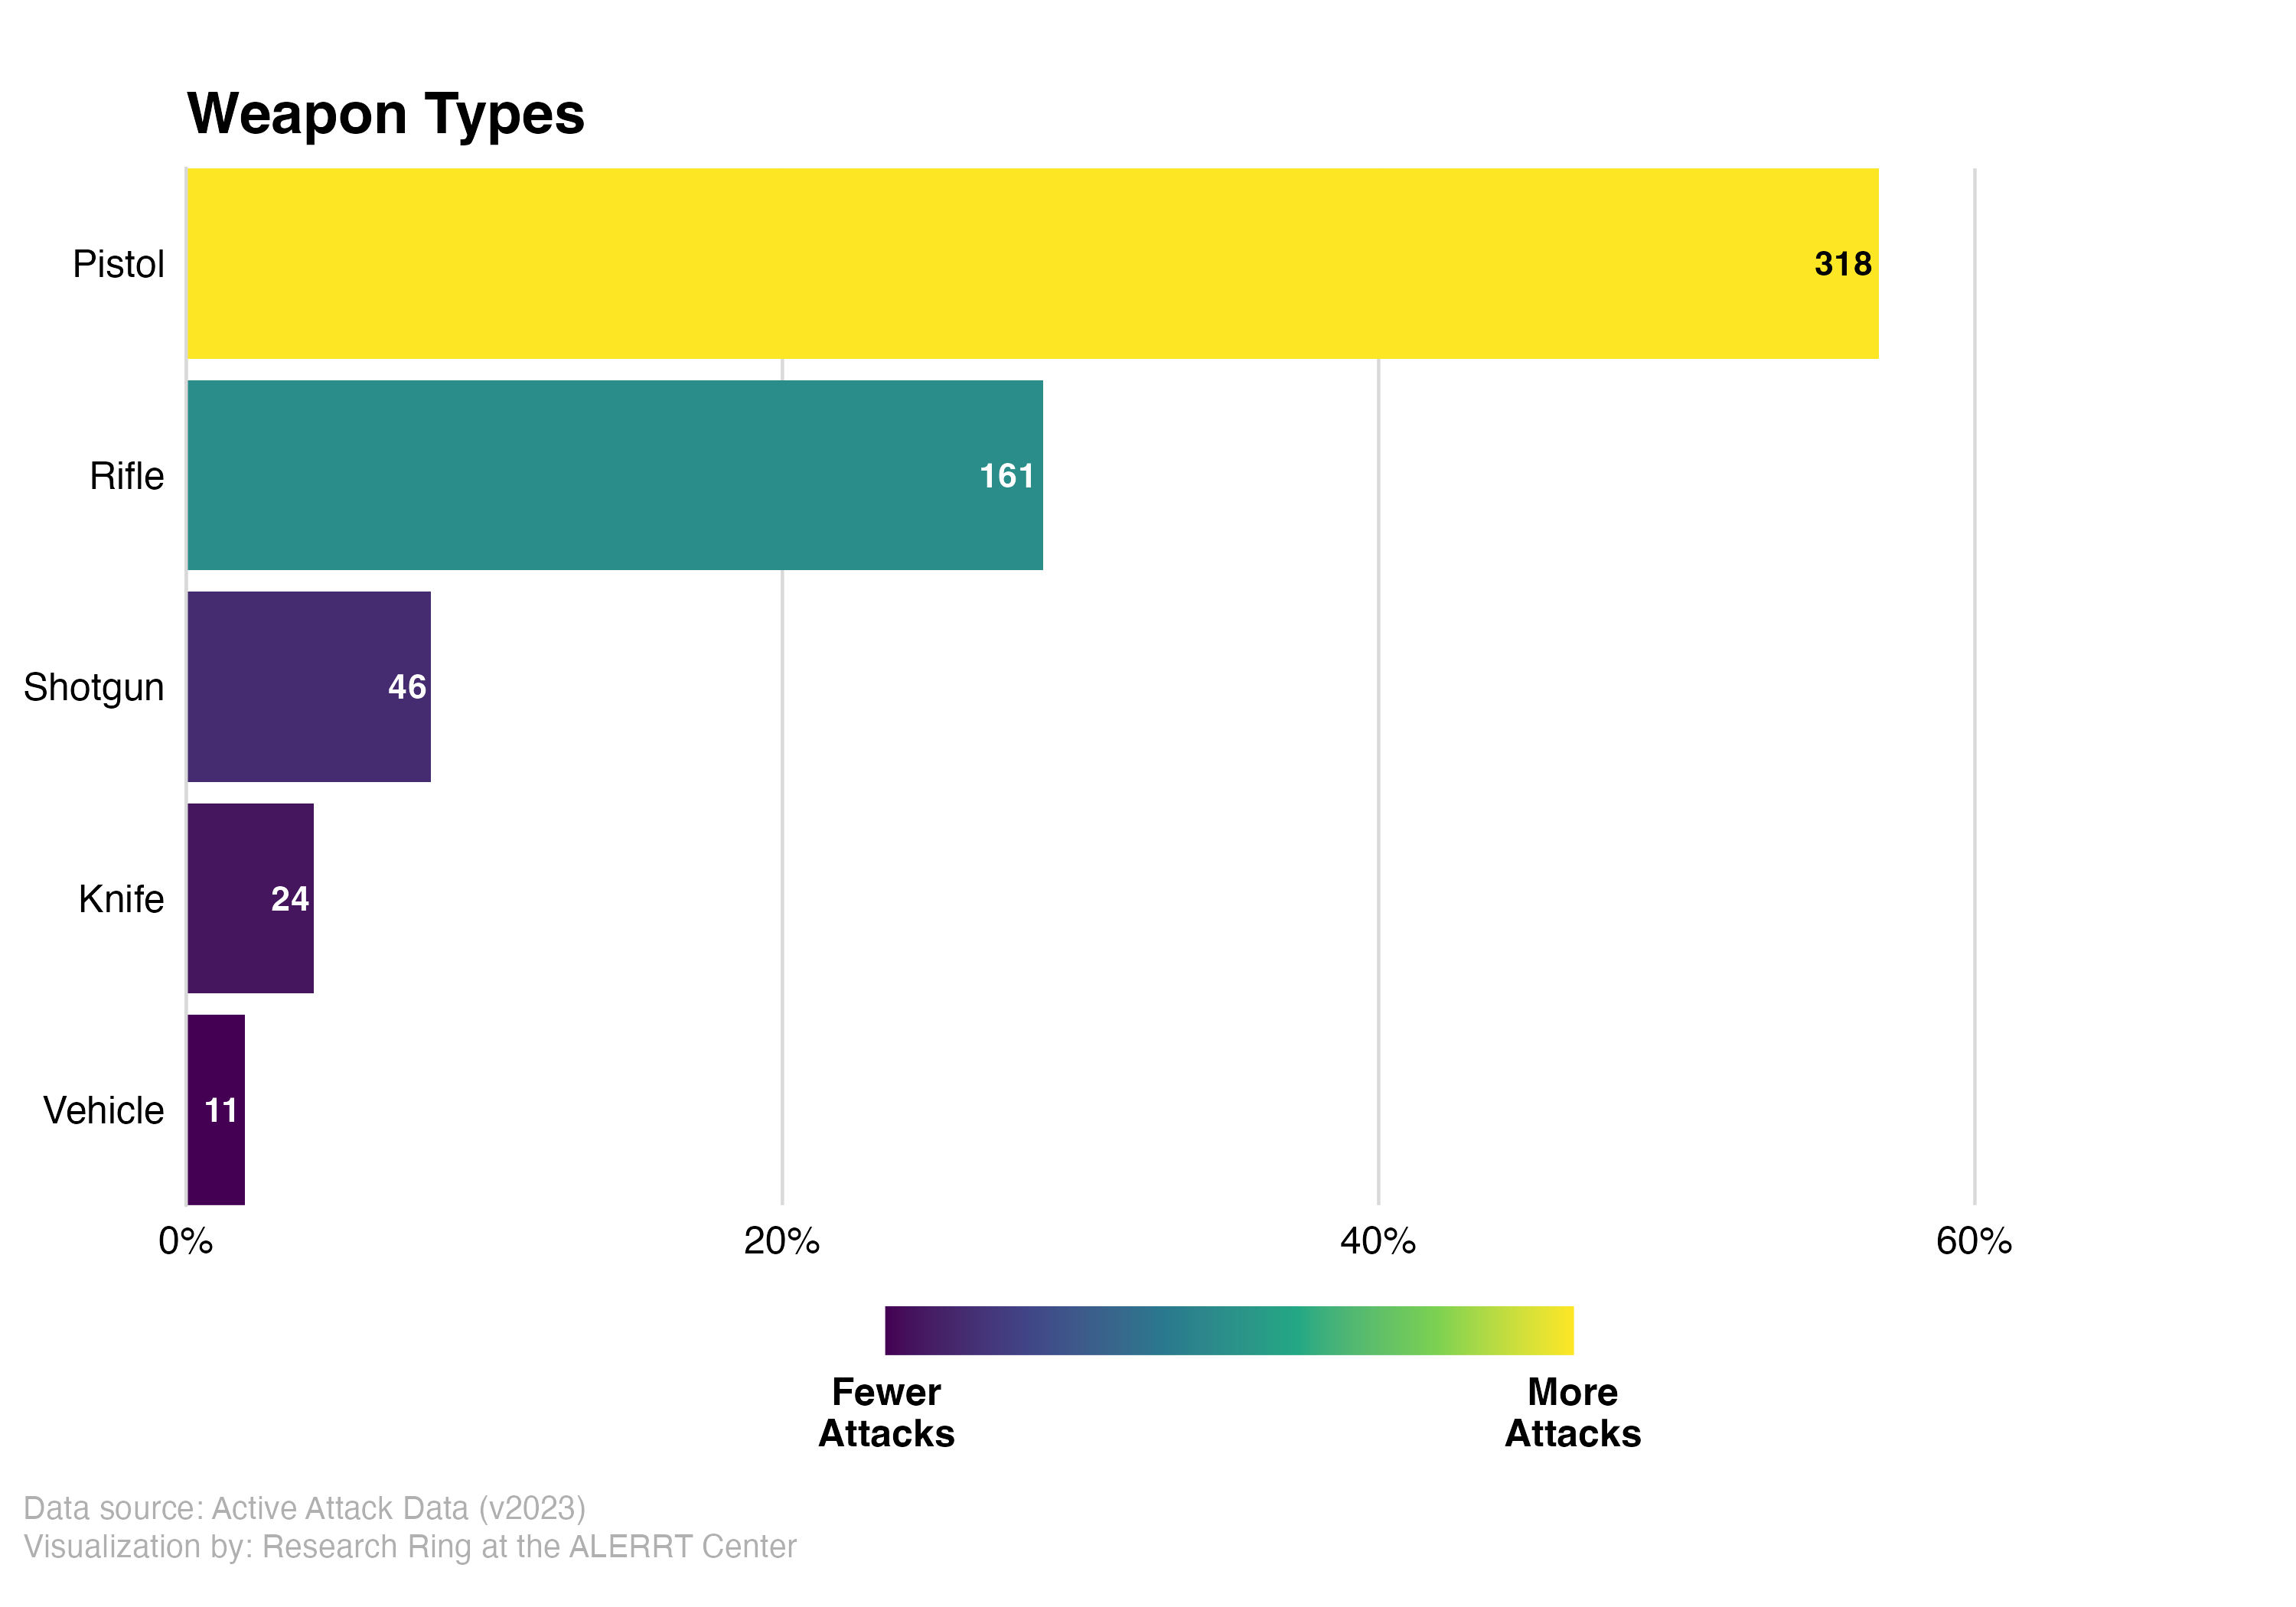 Weapon Types
Pistol
318
Rifle
161
Shotgun
46
Knife
24
Vehicle
11
0%
20%
40%
60%
Fewer
Attacks
More
Attacks
Data source: Active Attack Data (v2023)
Visualization by: Research Ring at the ALERRT Center